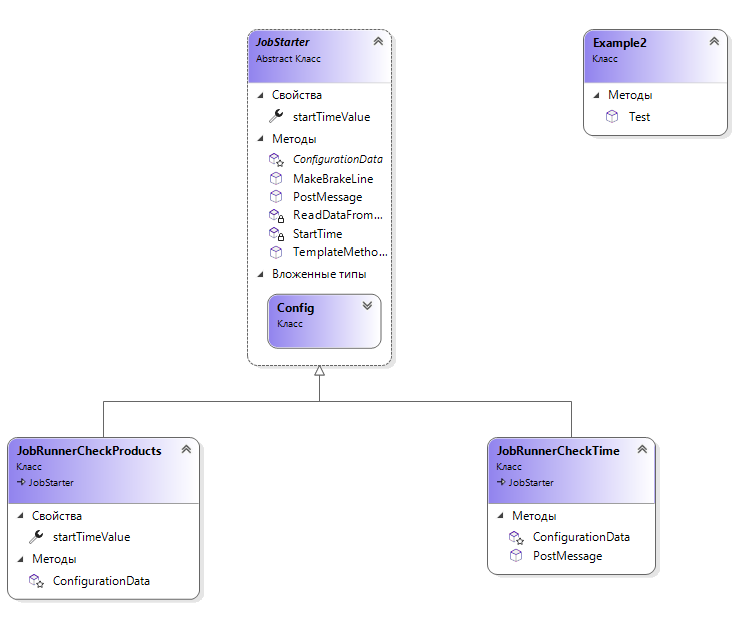 JobStarter
Abstract Класс
Свойства
startTimeValue
Методы
ConfigurationData
MakeBrakeLine
PostMessage
ReadDataFrom...
StartTime
TemplateMetho...
Вложенные типы
Config
Класс
Example2
Класс
Методы
Test
JobRunnerCheckProducts
Класс
JobStarter
Свойства
startTimeValue
Методы
ConfigurationData
JobRunnerCheckTime
Класс
JobStarter
Методы
ConfigurationData
PostMessage